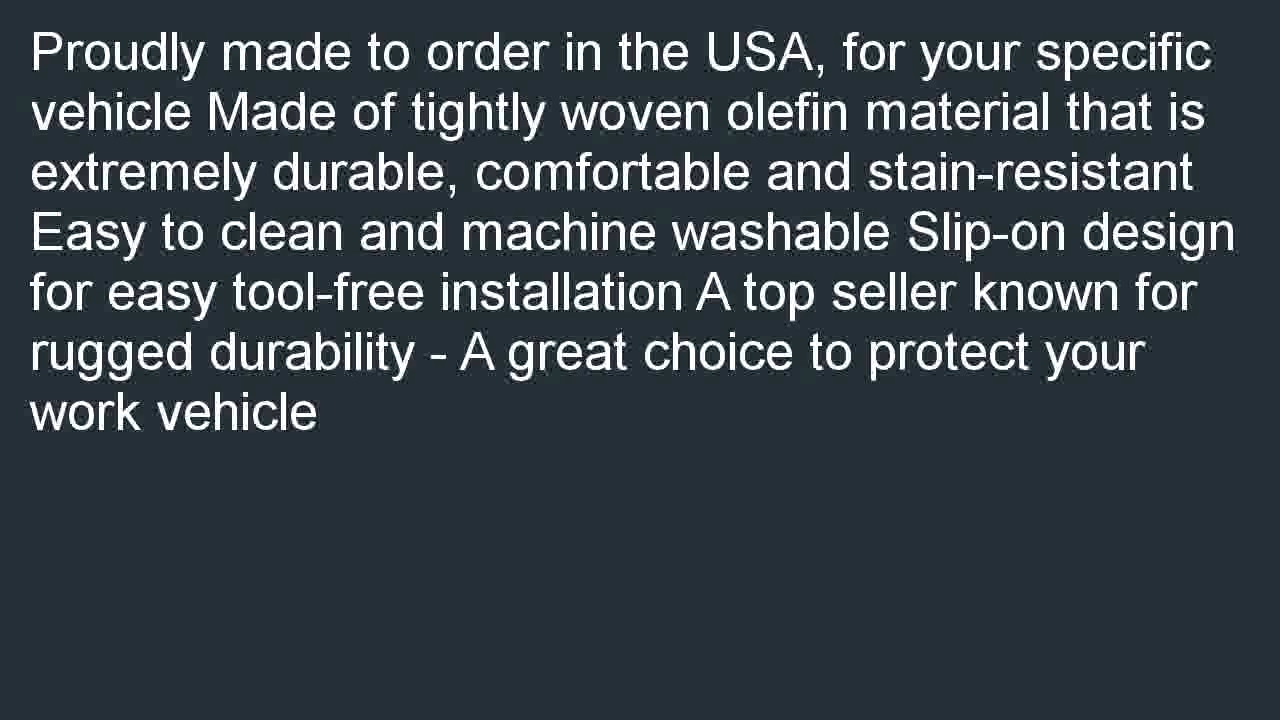 Proudly made to order in the USA, for your specific
vehicle Made of tightly woven olefin material that is
extremely durable, comfortable and stain-resistant
Easy to clean and machine washable Slip-on design
for easy tool-free installation A top seller known for
rugged durability - A great choice to protect your
work vehicle